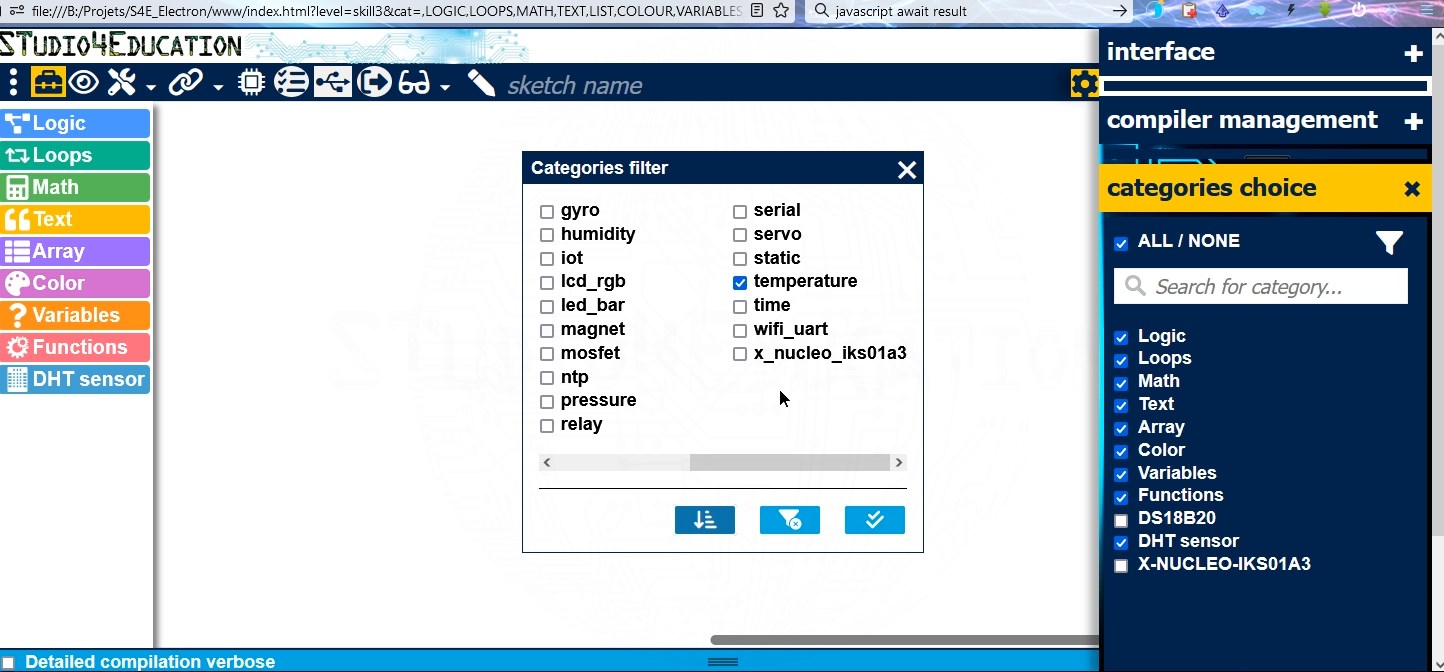 file:///B:/Projets/S4E_Electron/www/index.html?level=skill3&cat=,LOGIC,LOOPS,MATH,TEXT,LIST,COLOUR,VARIABLES,
javascript await result
STudio4Education
sketch name
Logic
Loops
Math
Text
Array
Color
Variables
Functions
DHT sensor
Categories filter
gyro
humidity
iot
lcd_rgb
led_bar
magnet
mosfet
ntp
pressure
relay
serial
servo
static
temperature
time
wifi_uart
x_nucleo_iks01a3
interface
compiler management
categories choice
ALL / NONE
Search for category...
Logic
Loops
Math
Text
Array
Color
Variables
Functions
DS18B20
DHT sensor
X-NUCLEO-IKS01A3
Detailed compilation verbose